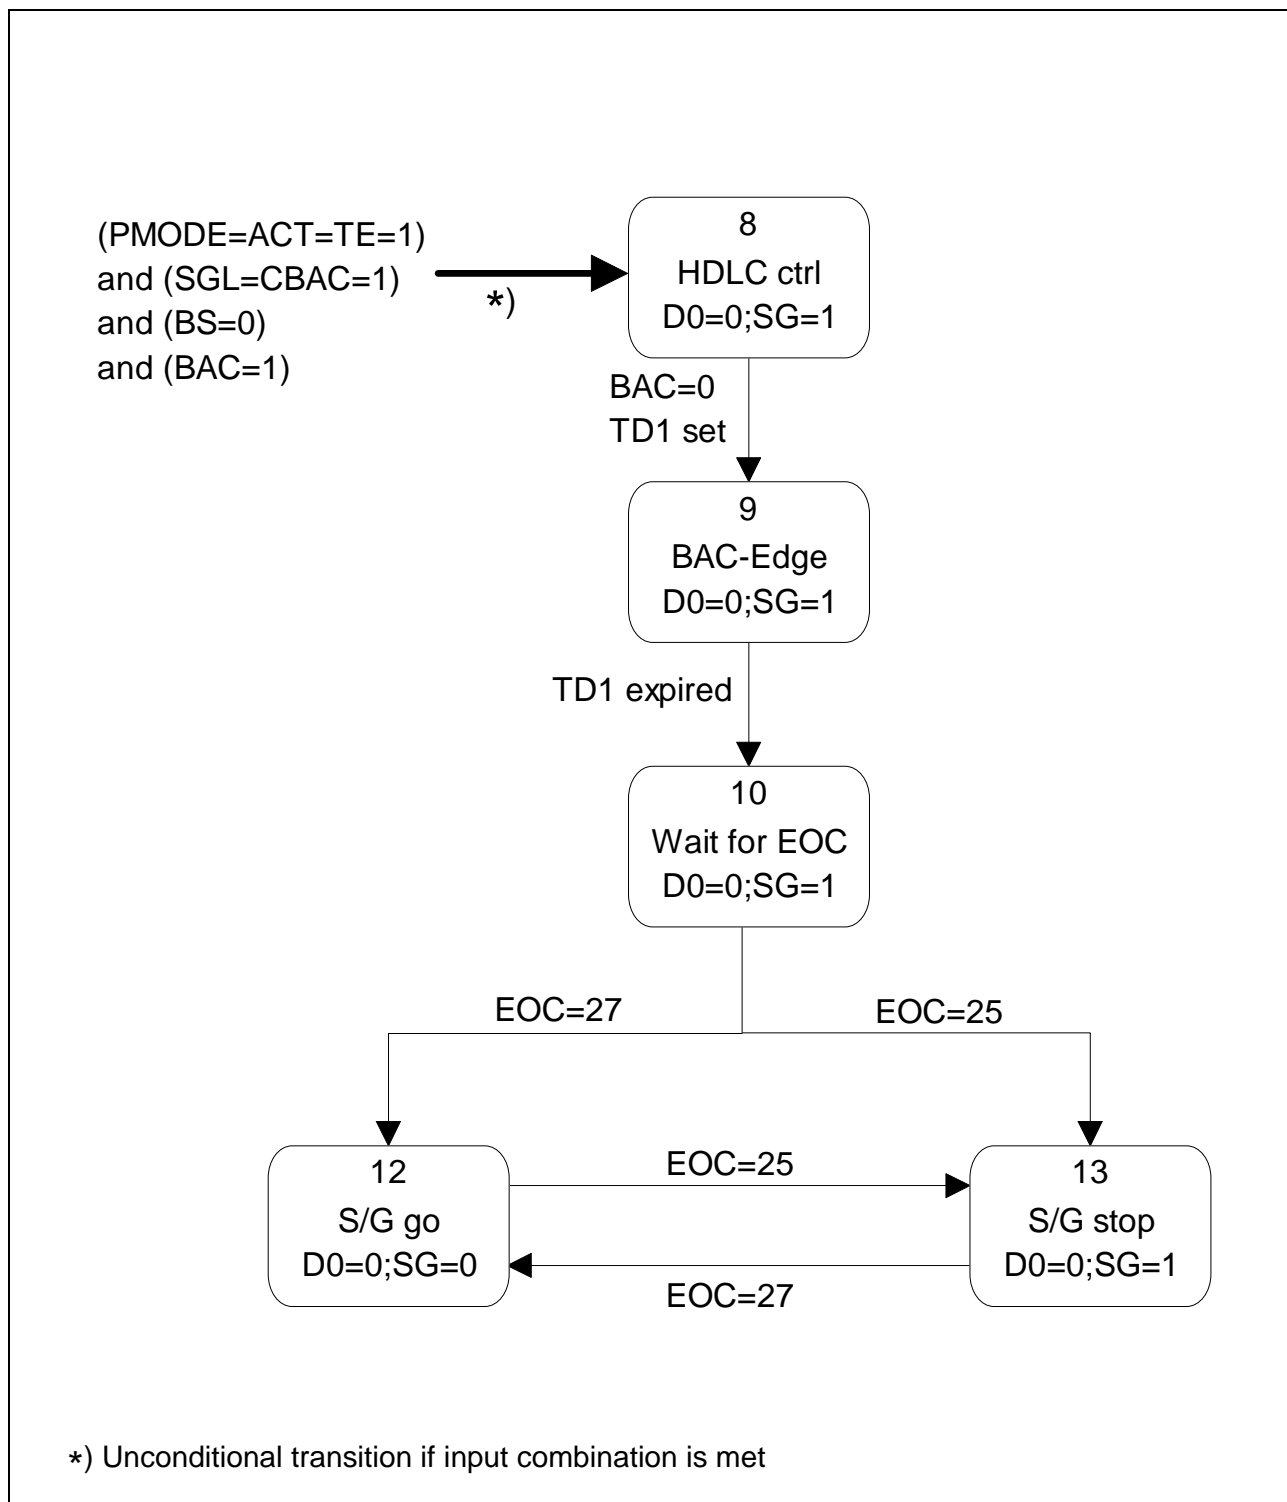 (PMODE=ACT=TE=1)
and (SGL=CBAC=1)
and (BS=0)
and (BAC=1)
*)
8
HDLC ctrl
D0=0;SG=1
BAC=0
TD1 set
9
BAC-Edge
D0=0;SG=1
TD1 expired
10
Wait for EOC
D0=0;SG=1
EOC=27
EOC=25
12
S/G go
D0=0;SG=0
EOC=25
EOC=27
13
S/G stop
D0=0;SG=1
*) Unconditional transition if input combination is met